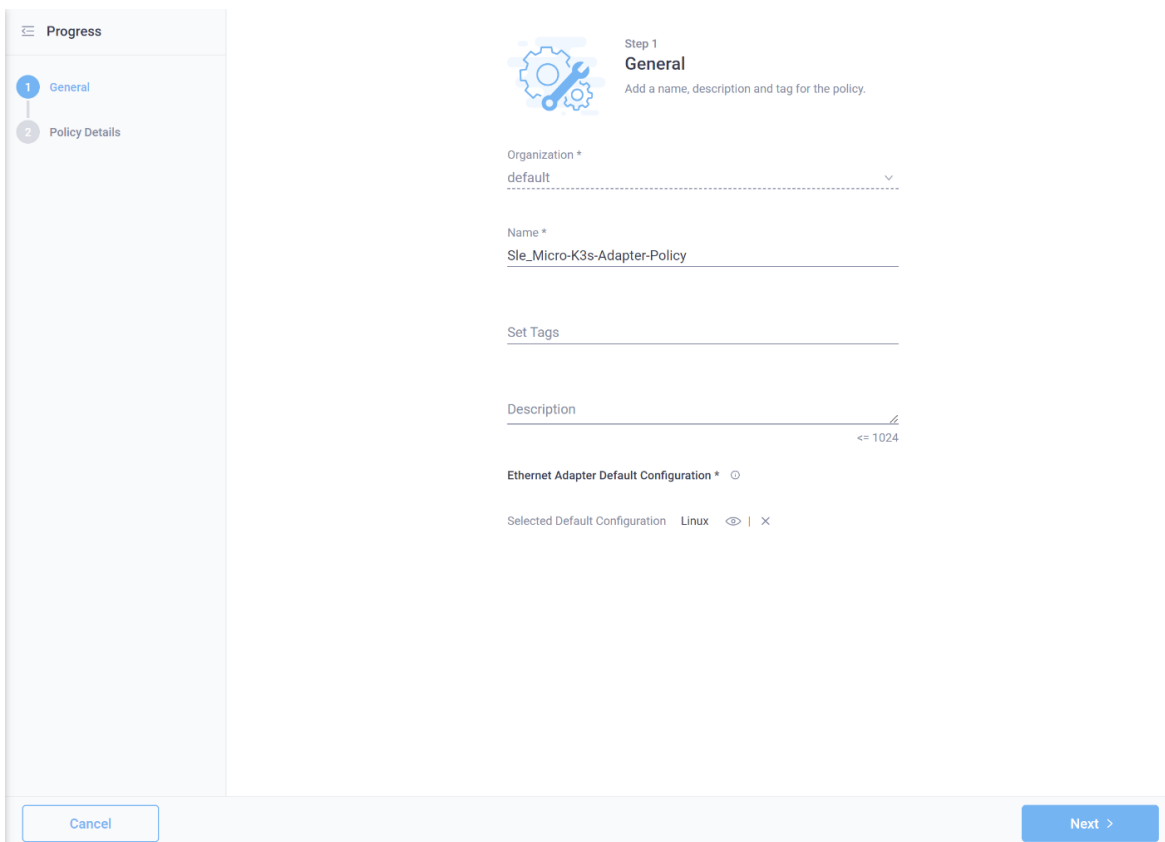 Progress
1 General
2 Policy Details
Step 1
General
Add a name, description and tag for the policy.
Organization *
default
Name *
Sle_Micro-K3s-Adapter-Policy
Set Tags
Description
<= 1024
Ethernet Adapter Default Configuration *
Selected Default Configuration Linux
Cancel
Next >